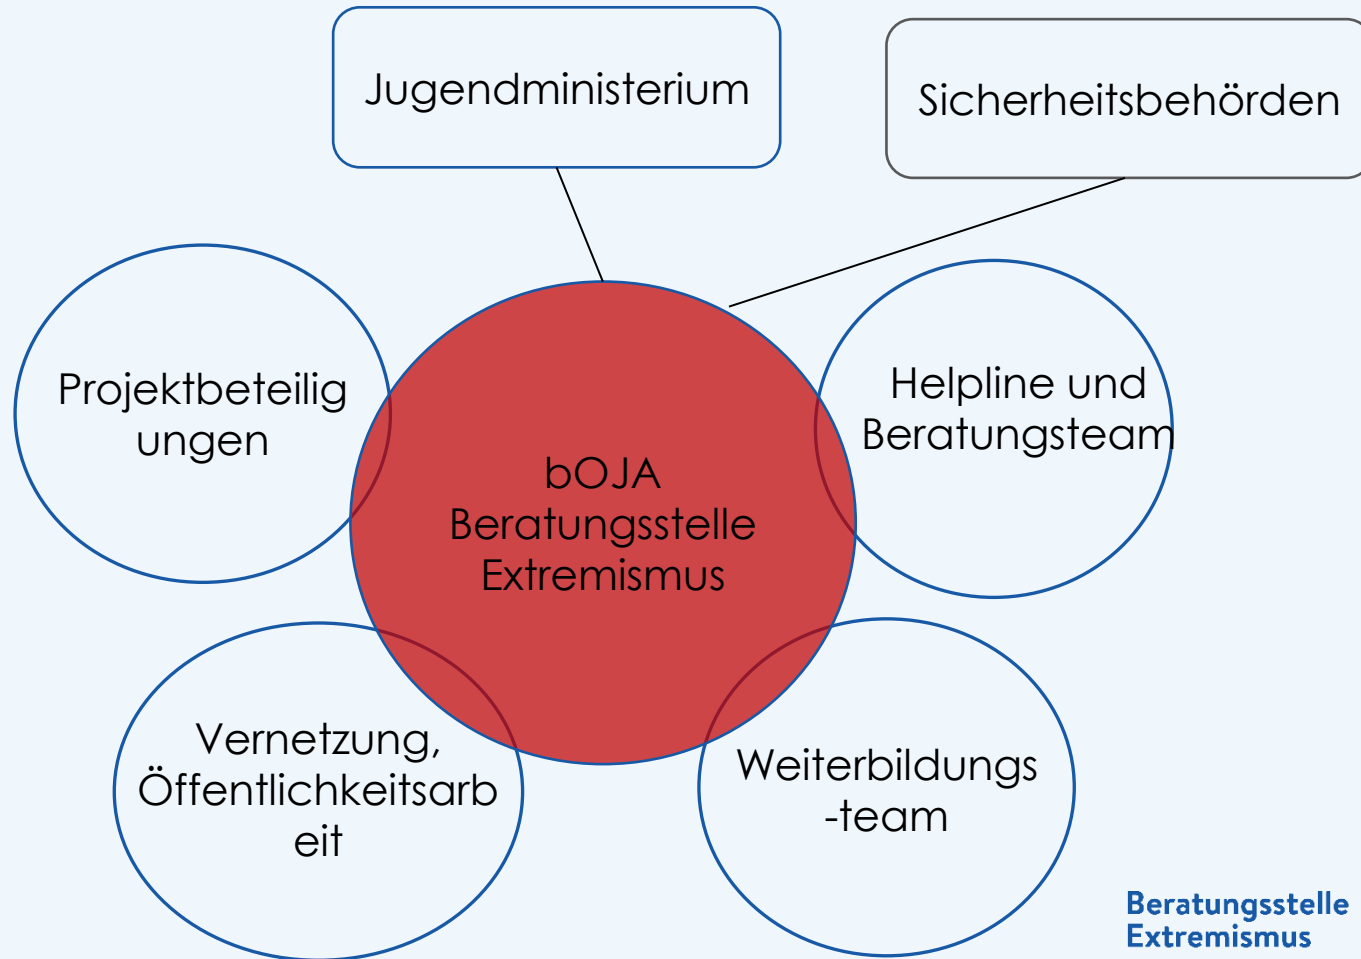 Jugendministerium
Sicherheitsbehörden
Projektbeteilig
ungen
Helpline und
Beratungsteam
bOJA
Beratungsstelle
Extremismus
Vernetzung,
Öffentlichkeitsarb
eit
Weiterbildungs
-team
Beratungsstelle
Extremismus